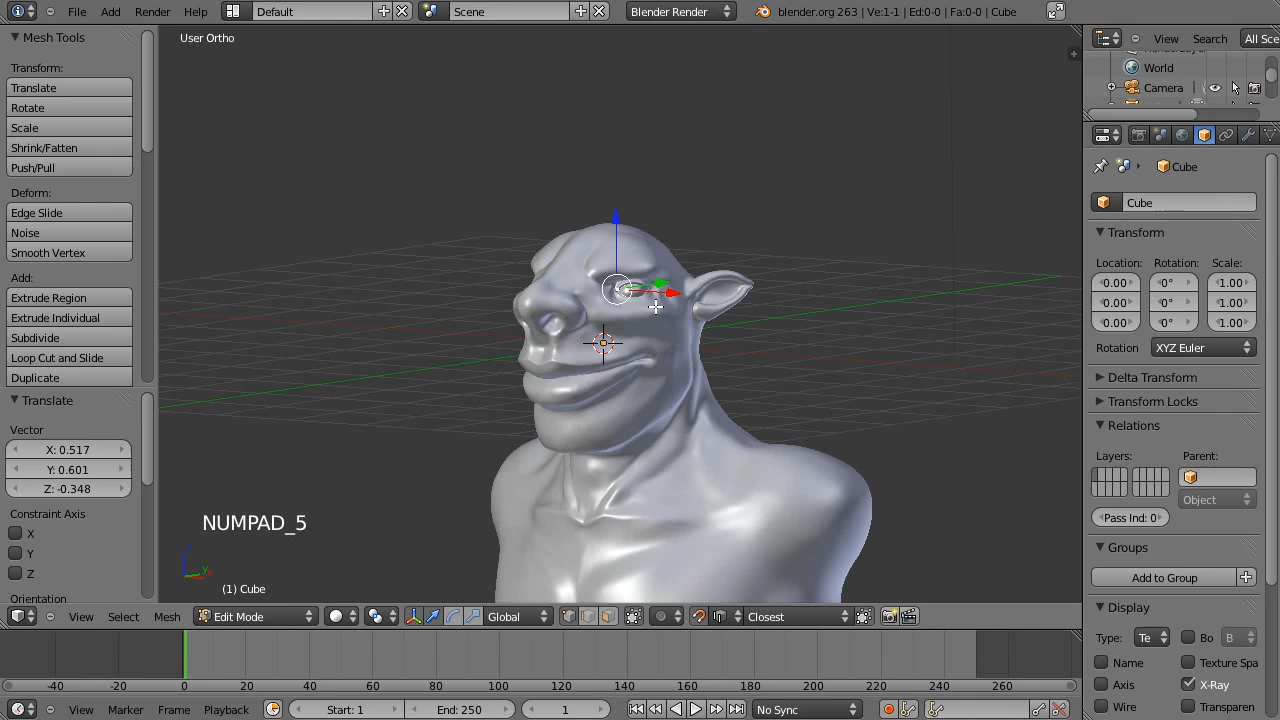 File Add Render Help Default Scene Blender Render blender.org 263 | Ve:1-1 | Ed:0-0 | Fa:0-0 | Cube
Mesh Tools
Transform:
Translate
Rotate
Scale
Shrink/Fatten
Push/Pull
Deform:
Edge Slide
Noise
Smooth Vertex
Add:
Extrude Region
Extrude Individual
Subdivide
Loop Cut and Slide
Duplicate
Translate
Vector
X: 0.517
Y: 0.601
Z: -0.348
Constraint Axis
X
Y
Z
Orientation
User Ortho
NUMPAD_5
(1) Cube
View Select Mesh Edit Mode Global Closest
-40 -20 0 20 40 60 80 100 120 140 160 180 200 220 240 260
View Marker Frame Playback Start: 1 End: 250 1 No Sync
View Search All Sce
World
Camera
Cube
Cube
Transform
Location: Rotation: Scale:
0.00 0° 1.00
0.00 0° 1.00
0.00 0° 1.00
Rotation XYZ Euler
Delta Transform
Transform Locks
Relations
Layers: Parent:
Object
Pass Ind: 0
Groups
Add to Group
Display
Type: Te Bo B
Name Texture Spa
Axis X-Ray
Wire Transparen